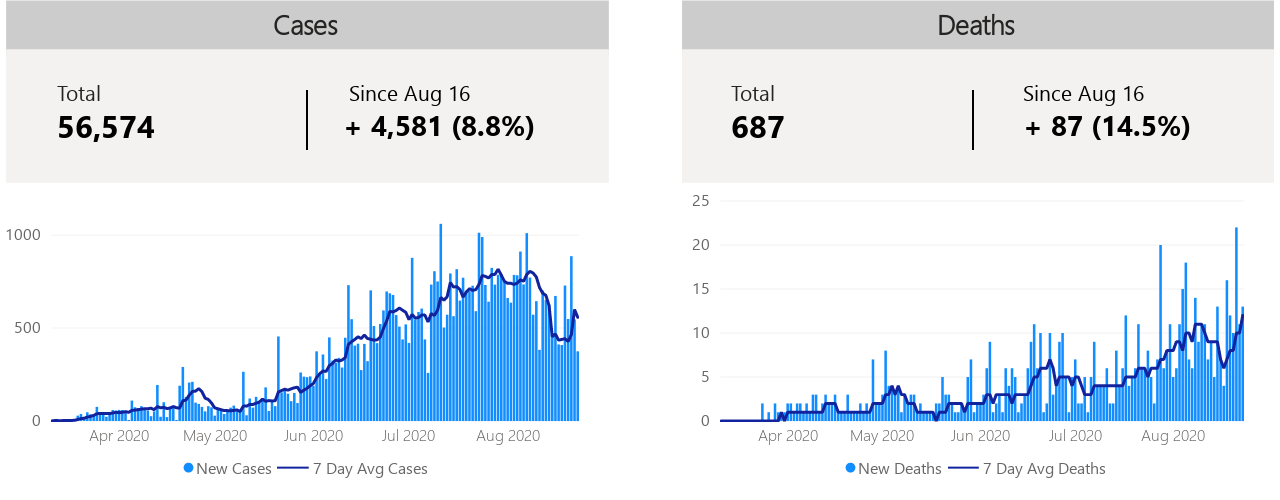 Cases
Total
56,574
Since Aug 16
+ 4,581 (8.8%)
1000
500
0
Apr 2020 May 2020 Jun 2020 Jul 2020 Aug 2020
New Cases 7 Day Avg Cases
Deaths
Total
687
Since Aug 16
+ 87 (14.5%)
25
20
15
10
5
0
Apr 2020 May 2020 Jun 2020 Jul 2020 Aug 2020
New Deaths 7 Day Avg Deaths